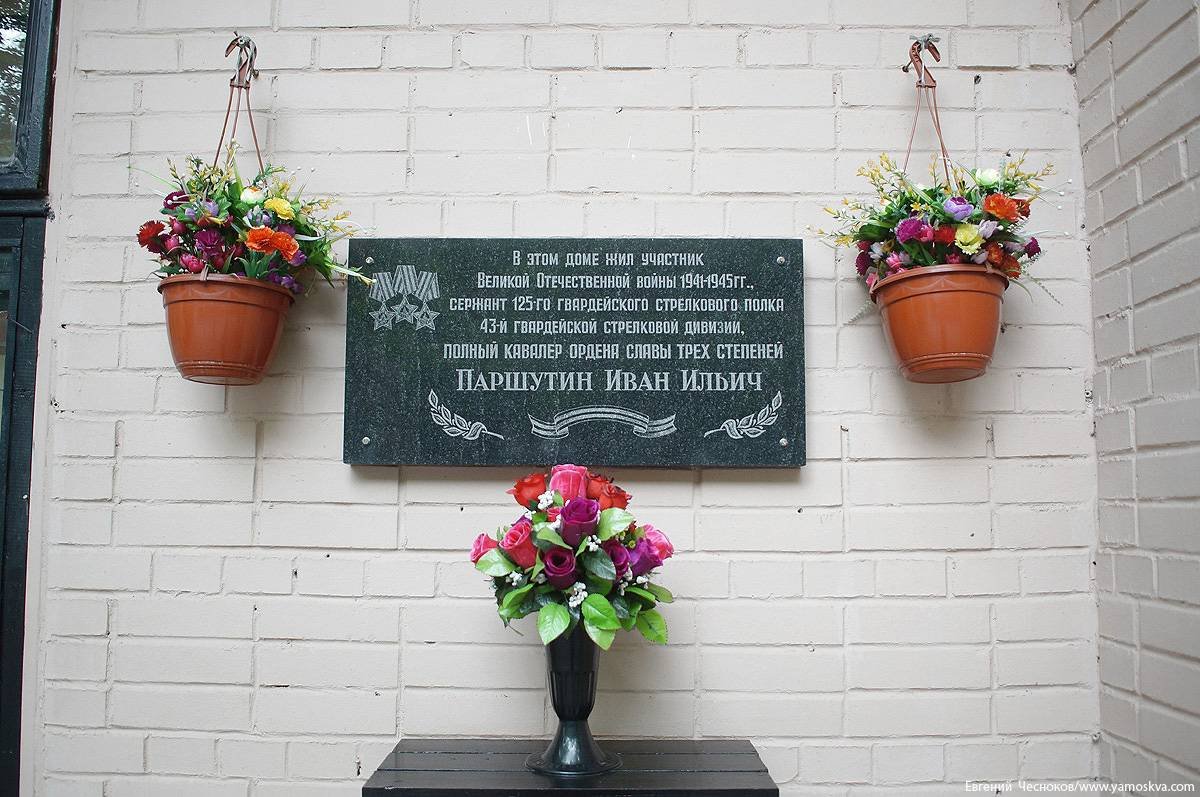 В этом доме жил участник
Великой Отечественной войны 1941-1945гг.,
сержант 125-го гвардейского стрелкового полка
43-й гвардейской стрелковой дивизии,
полный кавалер ордена Славы трех степеней
Паршутин Иван Ильич
Евгений Чесноков/www.yamoskva.com